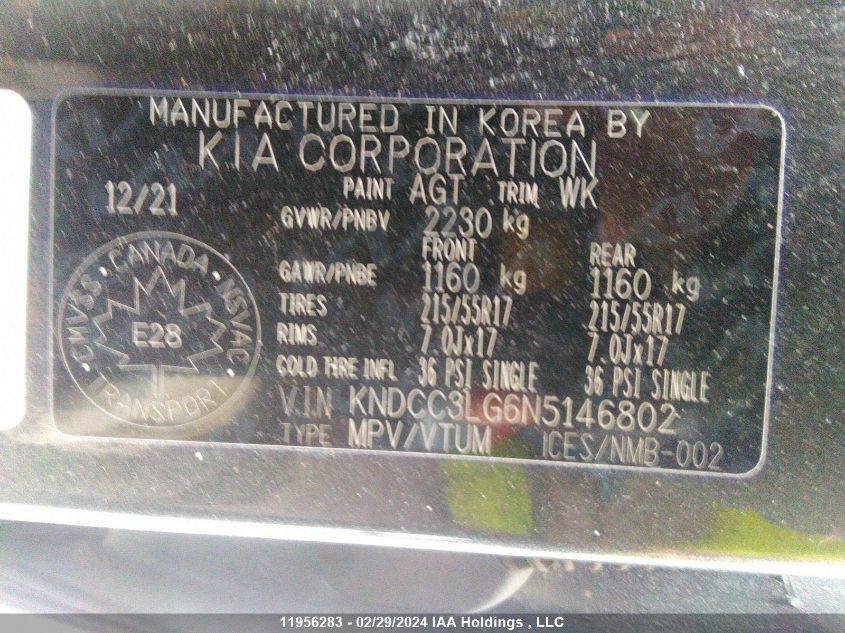 MANUFACTURED IN KOREA BY
KIA CORPORATION
12/21 PAINT AGT TRIM WK
GVWR/PNBV 2230 kg
FRONT REAR
GAWR/PNBE 1160 kg 1160 kg
TIRES 215/55R17 215/55R17
RIMS 7.0Jx17 7.0Jx17
COLD TIRE INFL 36 PSI SINGLE 36 PSI SINGLE
V.I.N KNDCC3LG6N5146802
TYPE MPV/VTUM ICES/NMB-002
CMVSS · CANADA · NSVAC · TRANSPORT
E28
11956283 - 02/29/2024 IAA Holdings , LLC